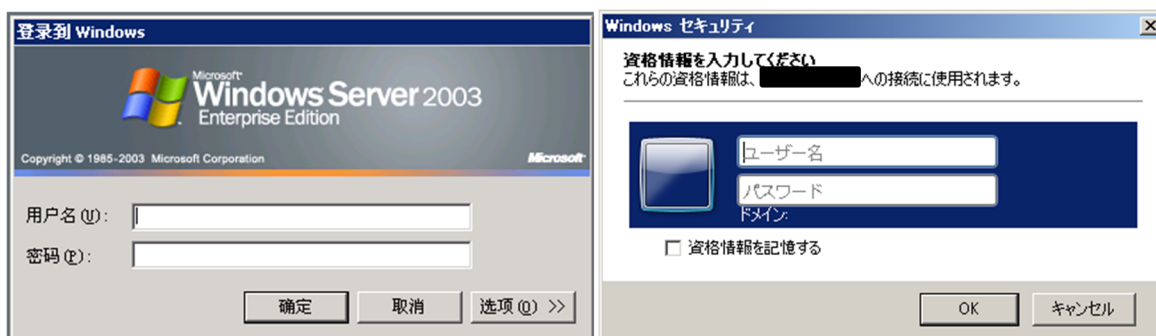 登录到 Windows
Microsoft
Windows Server 2003
Enterprise Edition
Copyright © 1985-2003 Microsoft Corporation
Microsoft
用户名(U):
密码(P):
确定
取消
选项(O) >>
Windows セキュリティ
資格情報を入力してください
これらの資格情報は、
への接続に使用されます。
ユーザー名
パスワード
ドメイン:
資格情報を記憶する
OK
キャンセル